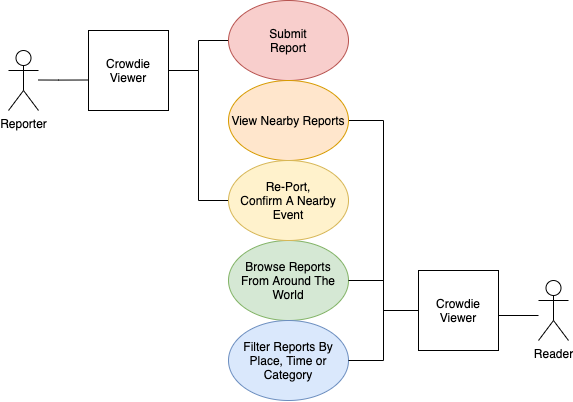 Submit
Report
Crowdie
Viewer
Reporter
View Nearby Reports
Re-Port,
Confirm A Nearby
Event
Browse Reports
From Around The
World
Crowdie
Viewer
Reader
Filter Reports By
Place, Time or
Category